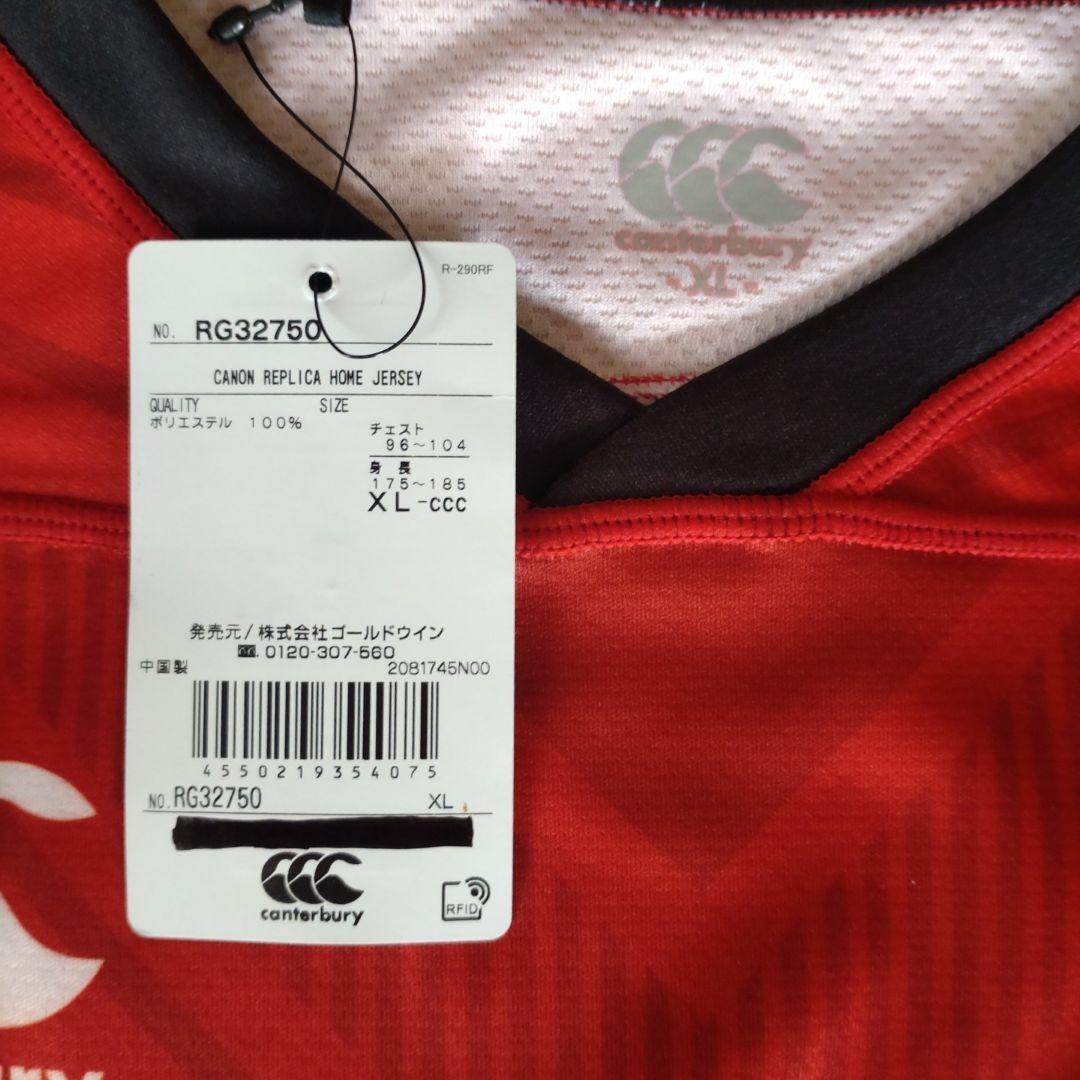 canterbury
XL
R-290RF
NO. RG32750
CANON REPLICA HOME JERSEY
QUALITY SIZE
ポリエステル 100%
チェスト
96~104
身長
175~185
XL-ccc
発売元/株式会社ゴールドウイン
0120-307-560
中国製 2081745N00
4550219354075
NO. RG32750 XL
canterbury
RFID